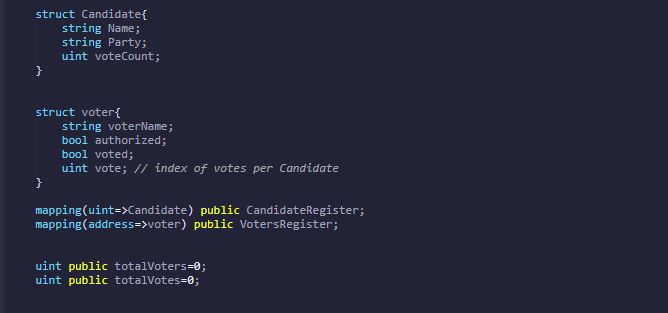 struct Candidate{
string Name;
string Party;
uint voteCount;
}
struct voter{
string voterName;
bool authorized;
bool voted;
uint vote; // index of votes per Candidate
}
mapping(uint=>Candidate) public CandidateRegister;
mapping(address=>voter) public VotersRegister;
uint public totalVoters=0;
uint public totalVotes=0;